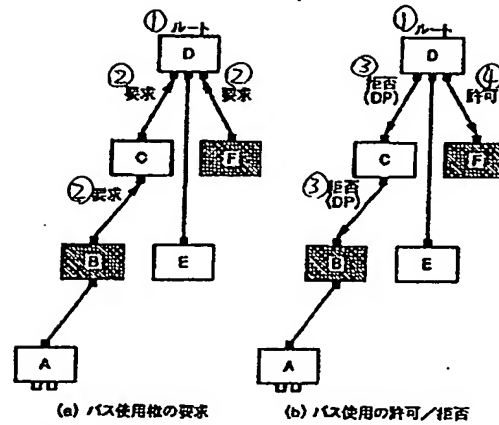 ① ルート
D
② 要求
② 要求
C
F
② 要求
B
E
A
(a) バス使用権の要求
① ルート
D
③ 拒否
(DP)
④ 許可
C
F
③ 拒否
(DP)
B
E
A
(b) バス使用の許可/拒否